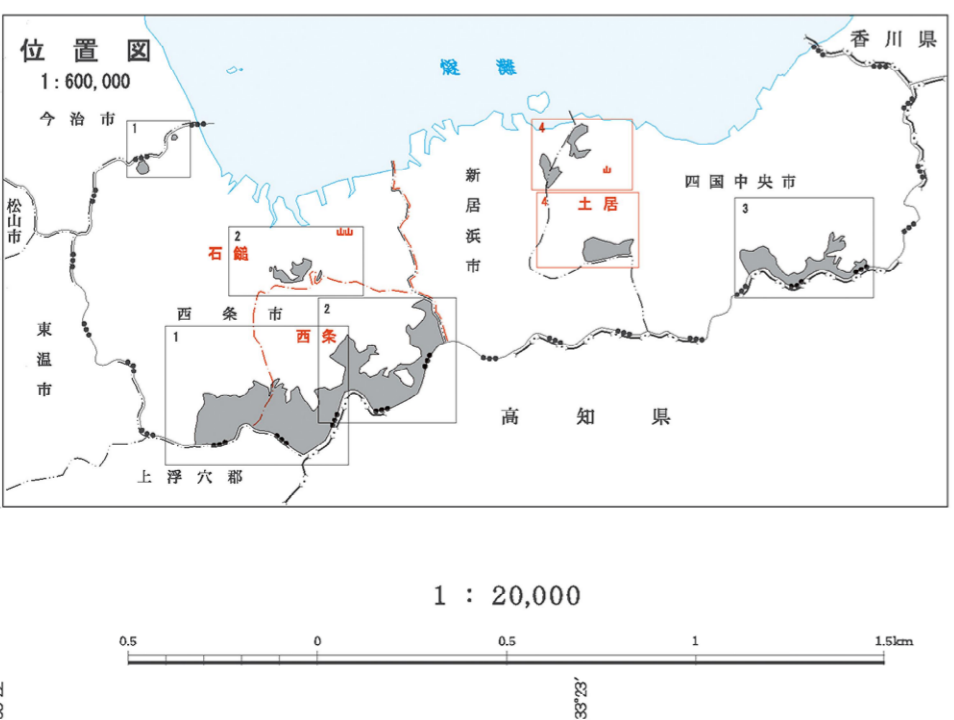 位置図
1:600,000
香川県
燧灘
今治市
1
4
山
新居浜市
四国中央市
松山市
4 土居
3
2
山山
石鎚
西条市
2
1
西条
東温市
高知県
上浮穴郡
1 : 20,000
0.5 0 0.5 1 1.5km
33°23′